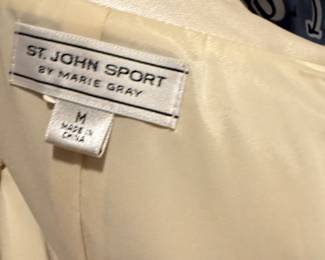 ST. JOHN SPORT
BY MARIE GRAY
M
MADE IN
CHINA